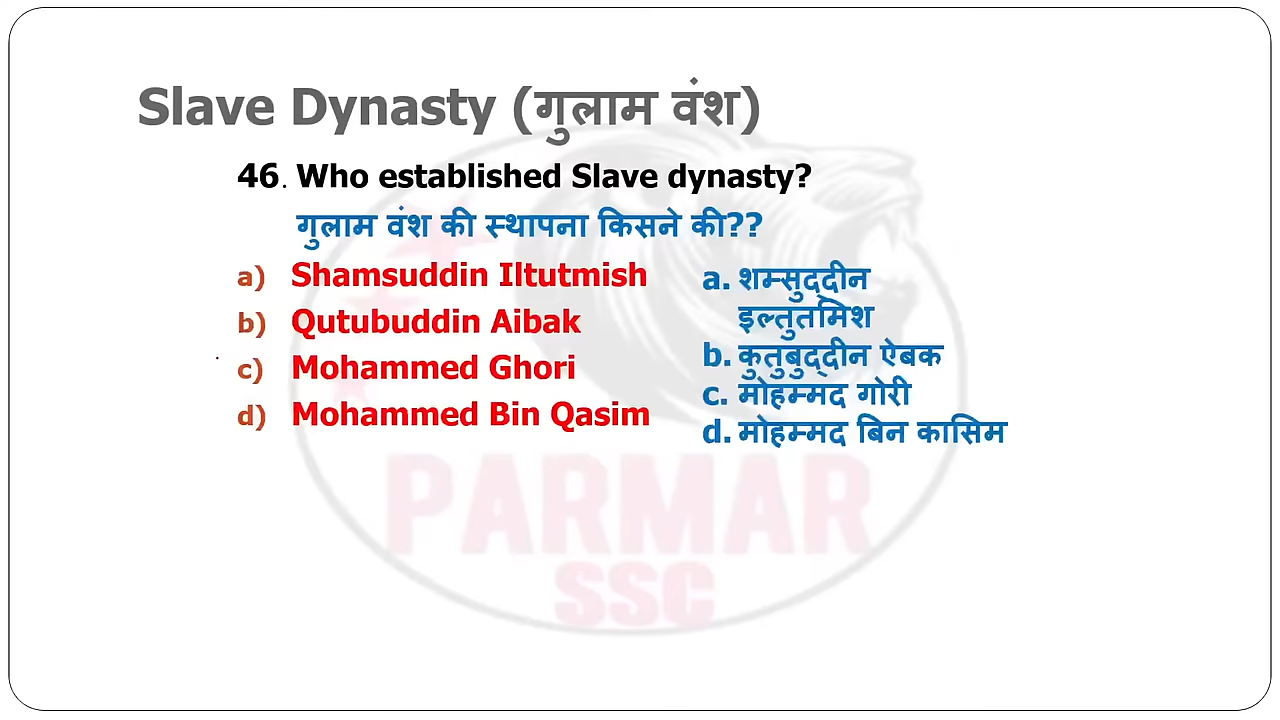 Slave Dynasty (गुलाम वंश)
46. Who established Slave dynasty?
गुलाम वंश की स्थापना किसने की??
a) Shamsuddin Iltutmish
b) Qutubuddin Aibak
c) Mohammed Ghori
d) Mohammed Bin Qasim
a. शम्सुद्दीन
इल्तुतमिश
b. कुतुबुद्दीन ऐबक
c. मोहम्मद गोरी
d. मोहम्मद बिन कासिम
PARMAR
SSC